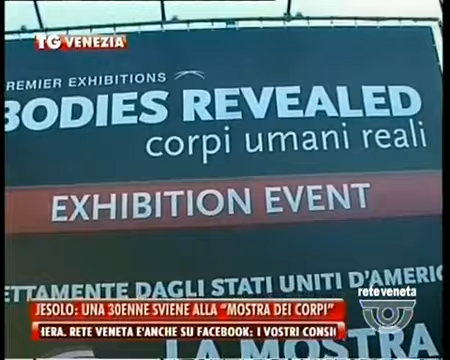 TG VENEZIA
PREMIER EXHIBITIONS
BODIES REVEALED
corpi umani reali
EXHIBITION EVENT
ETTAMENTE DAGLI STATI UNITI D'AMERIC
JESOLO: UNA 30ENNE SVIENE ALLA "MOSTRA DEI CORPI"
reteveneta
IERA. RETE VENETA E'ANCHE SU FACEBOOK: I VOSTRI CONSIG
LA MOSTRA